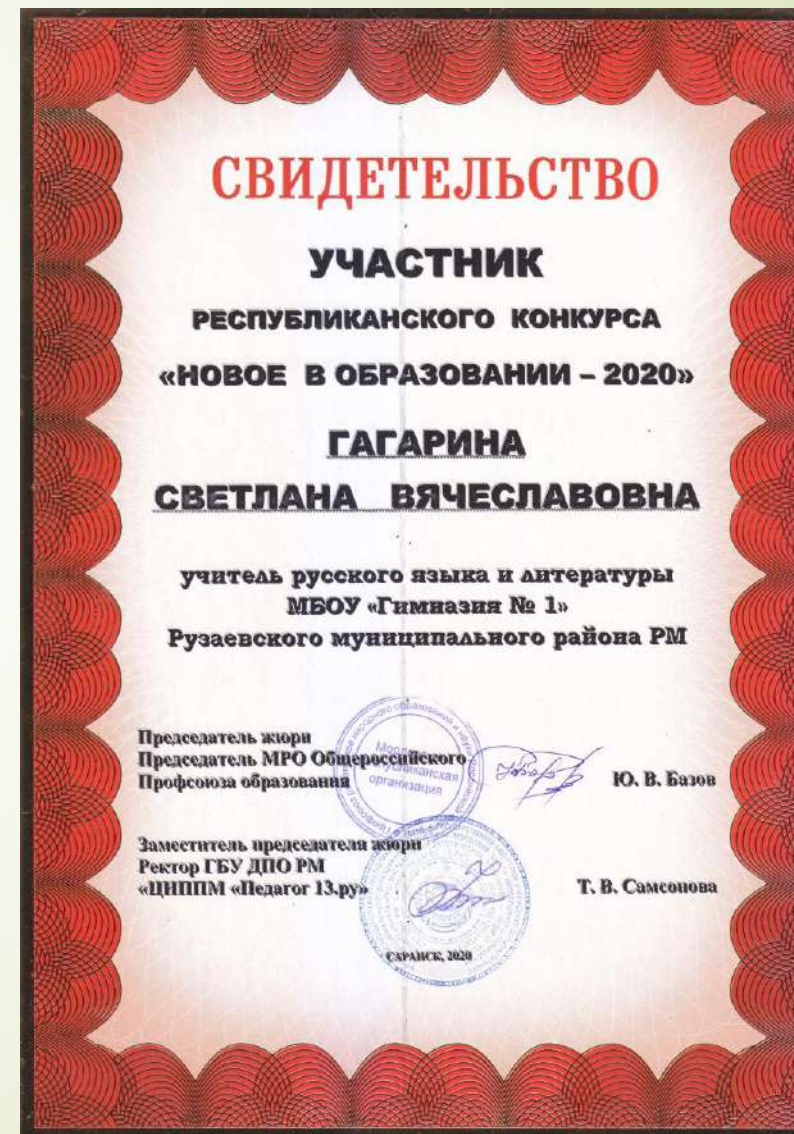 СВИДЕТЕЛЬСТВО
УЧАСТНИК
РЕСПУБЛИКАНСКОГО КОНКУРСА
«НОВОЕ В ОБРАЗОВАНИИ – 2020»
ГАГАРИНА
СВЕТЛАНА ВЯЧЕСЛАВОВНА
учитель русского языка и литературы
МБОУ «Гимназия № 1»
Рузаевского муниципального района РМ
Председатель жюри
Председатель МРО Общероссийского
Профсоюза образования
Ю. В. Базов
организация
Заместитель председателя жюри
Ректор ГБУ ДПО РМ
«ЦНППМ «Педагог 13.ру»
Т. В. Самсонова
САРАНСК, 2020